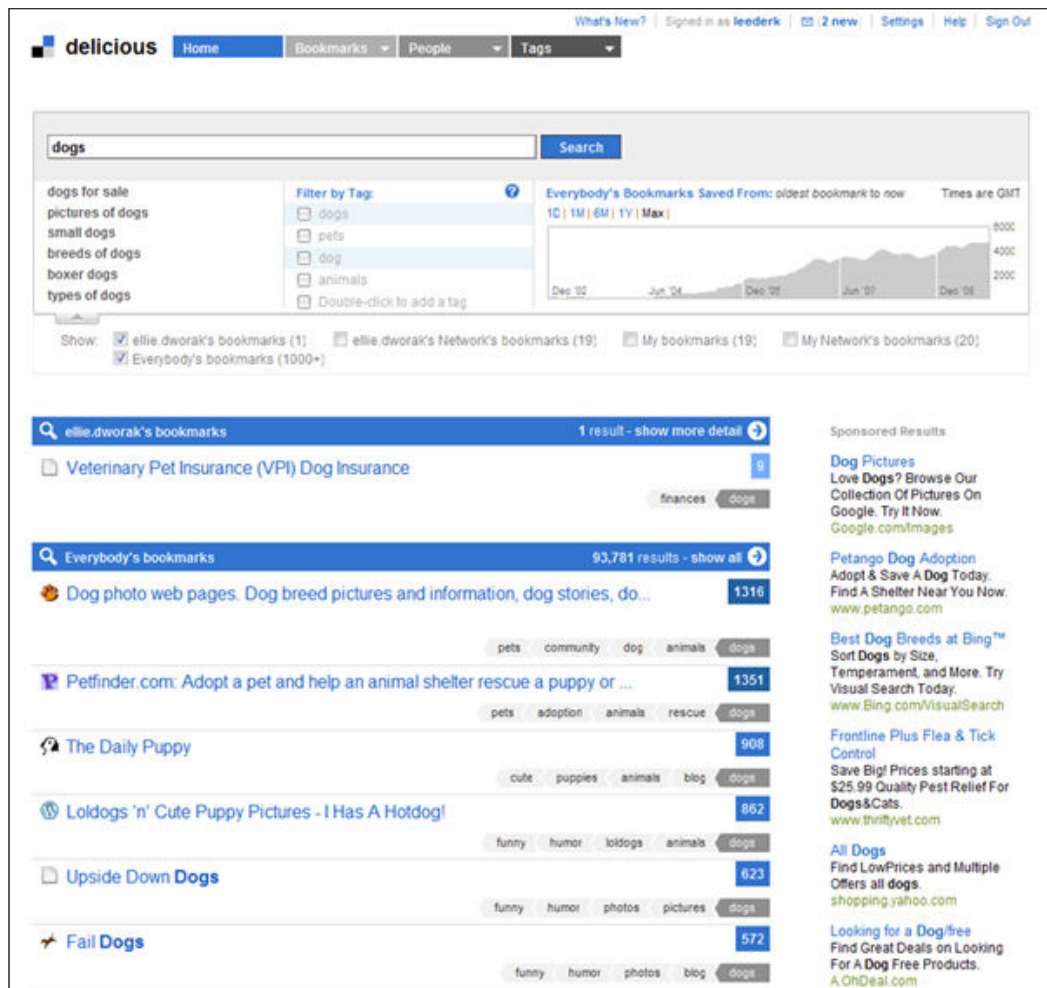 What's New? | Signed in as leederk | (2 new) | Settings | Help | Sign Out
delicious Home Bookmarks People Tags
dogs Search
dogs for sale
pictures of dogs
small dogs
breeds of dogs
boxer dogs
types of dogs
Filter by Tag: ?
dogs
pets
dog
animals
Double-click to add a tag
Everybody's Bookmarks Saved From: oldest bookmark to now Times are GMT
1D | 1M | 6M | 1Y | Max |
4000
2000
Jun '04 Jun '07
Show: ellie.dworak's bookmarks (1) ellie.dworak's Network's bookmarks (19) My bookmarks (19) My Network's bookmarks (20)
Everybody's bookmarks (1000+)
ellie.dworak's bookmarks 1 result - show more detail
Veterinary Pet Insurance (VPI) Dog Insurance 9
finances dogs
Everybody's bookmarks 93,781 results - show all
Dog photo web pages. Dog breed pictures and information, dog stories, do... 1316
pets community dog animals dogs
Petfinder.com: Adopt a pet and help an animal shelter rescue a puppy or ... 1351
pets adoption animals rescue dogs
The Daily Puppy 908
cute puppies animals blog dogs
Loldogs 'n' Cute Puppy Pictures - I Has A Hotdog! 862
funny humor loldogs animals dogs
Upside Down Dogs 623
funny humor photos pictures dogs
Fail Dogs 572
funny humor photos blog dogs
Sponsored Results
Dog Pictures
Love Dogs? Browse Our
Collection Of Pictures On
Google. Try It Now.
Google.com/Images
Petango Dog Adoption
Adopt & Save A Dog Today.
Find A Shelter Near You Now.
www.petango.com
Best Dog Breeds at Bing™
Sort Dogs by Size,
Temperament, and More. Try
Visual Search Today.
www.Bing.com/VisualSearch
Frontline Plus Flea & Tick
Control
Save Big! Prices starting at
$25.99 Quality Pest Relief For
Dogs&Cats.
www.thriftyvet.com
All Dogs
Find LowPrices and Multiple
Offers all dogs.
shopping.yahoo.com
Looking for a Dog/free
Find Great Deals on Looking
For A Dog Free Products.
A.OhDeal.com